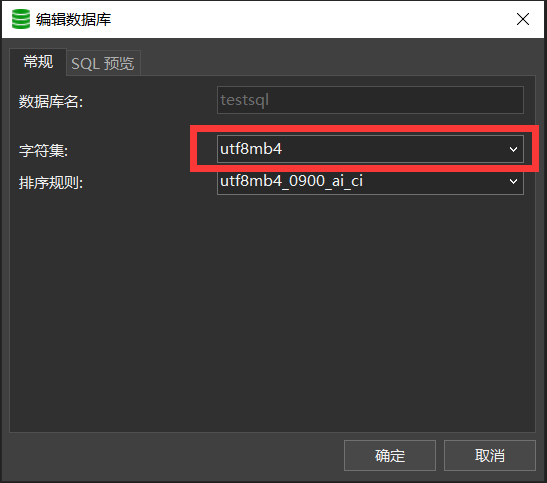 编辑数据库
常规 SQL 预览
数据库名: testsql
字符集: utf8mb4
排序规则: utf8mb4_0900_ai_ci
确定 取消